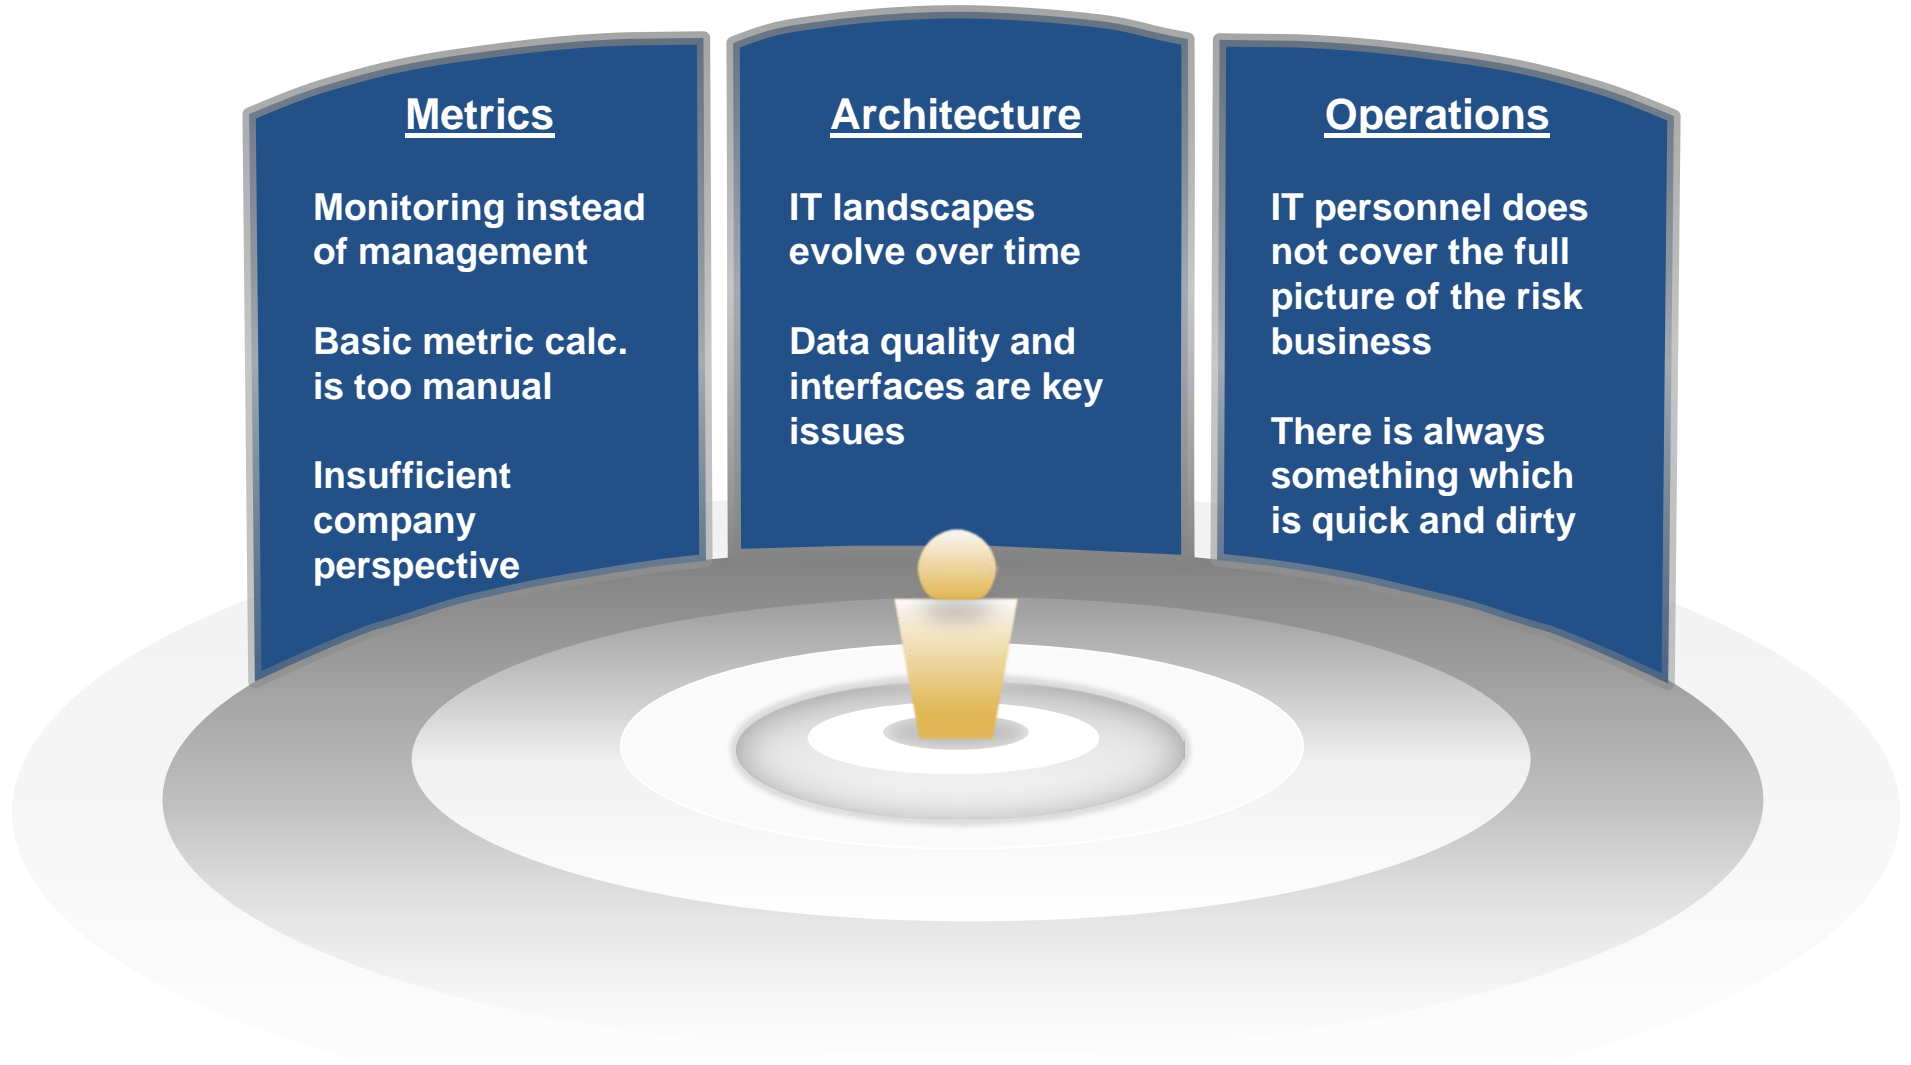 Metrics
Monitoring instead
of management
Basic metric calc.
is too manual
Insufficient
company
perspective
Architecture
IT landscapes
evolve over time
Data quality and
interfaces are key
issues
Operations
IT personnel does
not cover the full
picture of the risk
business
There is always
something which
is quick and dirty